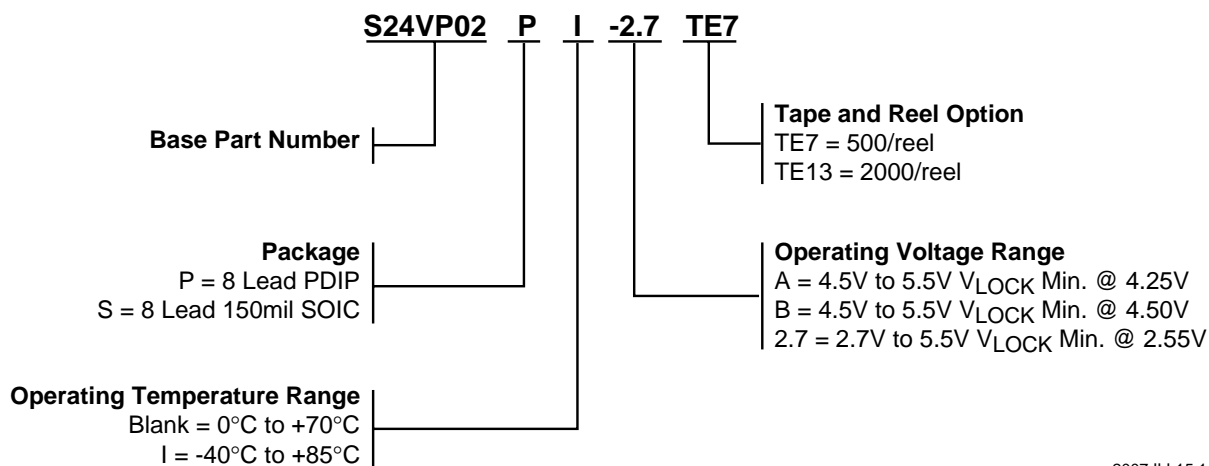 S24VP02 P I -2.7 TE7
Base Part Number
Tape and Reel Option
TE7 = 500/reel
TE13 = 2000/reel
Package
P = 8 Lead PDIP
S = 8 Lead 150mil SOIC
Operating Voltage Range
A = 4.5V to 5.5V VLOCK Min. @ 4.25V
B = 4.5V to 5.5V VLOCK Min. @ 4.50V
2.7 = 2.7V to 5.5V VLOCK Min. @ 2.55V
Operating Temperature Range
Blank = 0°C to +70°C
I = -40°C to +85°C